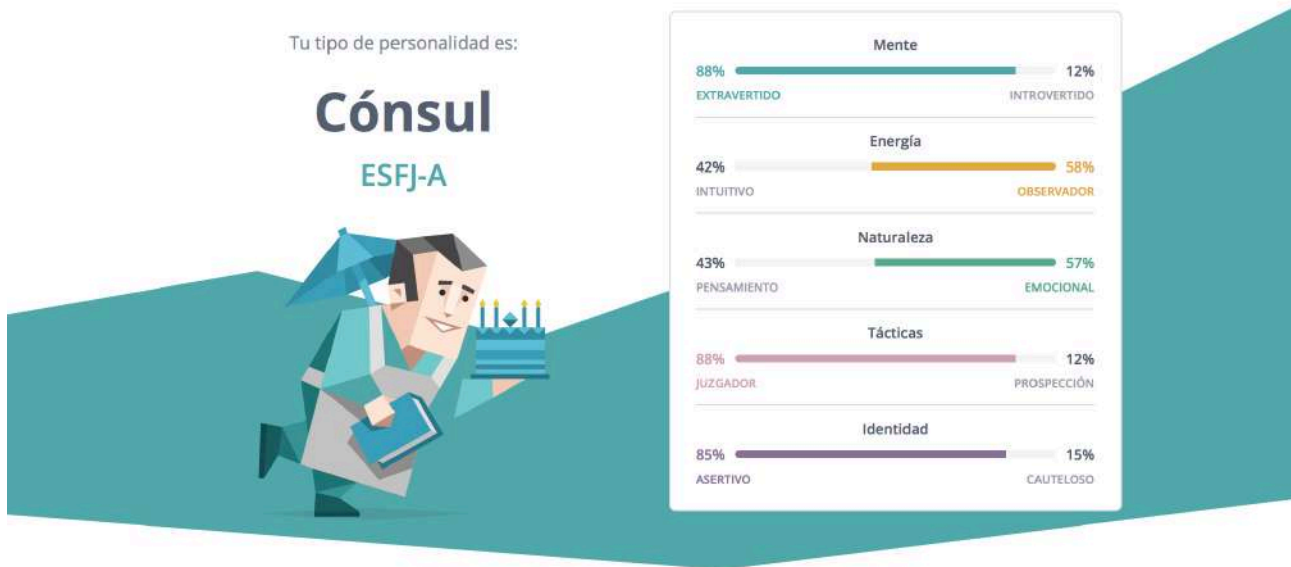 Tu tipo de personalidad es:
Cónsul
ESFJ-A
Mente
88% 12%
EXTRAVERTIDO INTROVERTIDO
Energía
42% 58%
INTUITIVO OBSERVADOR
Naturaleza
43% 57%
PENSAMIENTO EMOCIONAL
Tácticas
88% 12%
JUZGADOR PROSPECCIÓN
Identidad
85% 15%
ASERTIVO CAUTELOSO